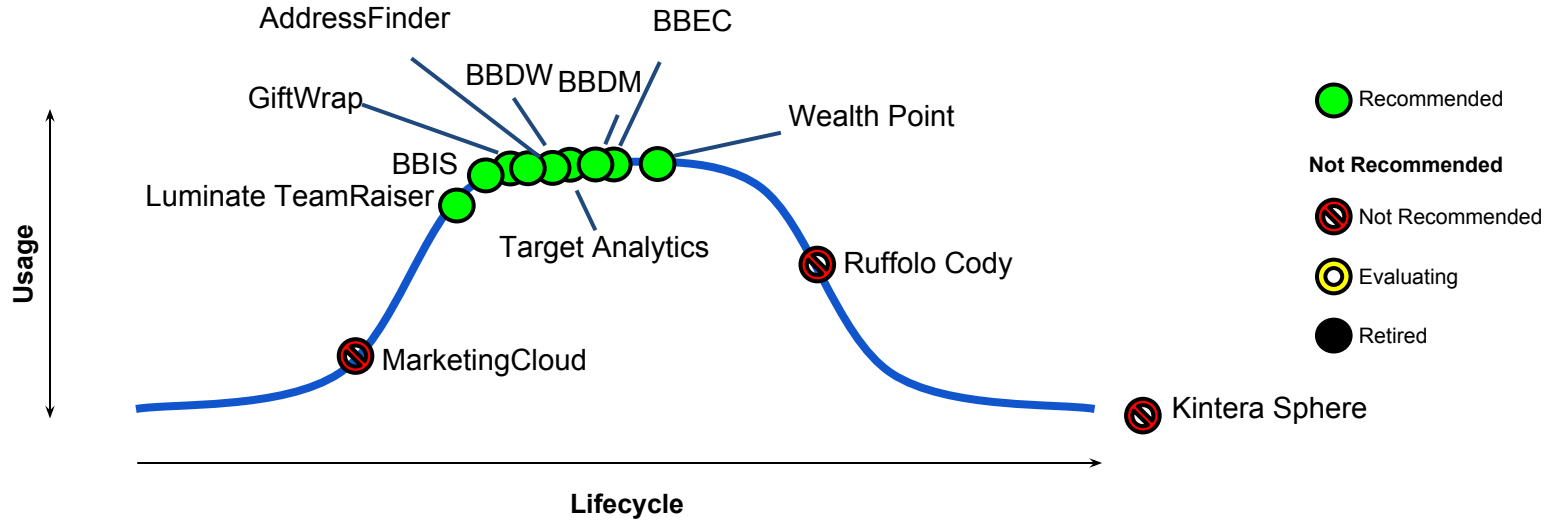 AddressFinder
BBEC
BBDW
BBDM
GiftWrap
Wealth Point
BBIS
Luminate TeamRaiser
Target Analytics
Ruffolo Cody
MarketingCloud
Kintera Sphere
Usage
Lifecycle
Recommended
Not Recommended
Not Recommended
Evaluating
Retired